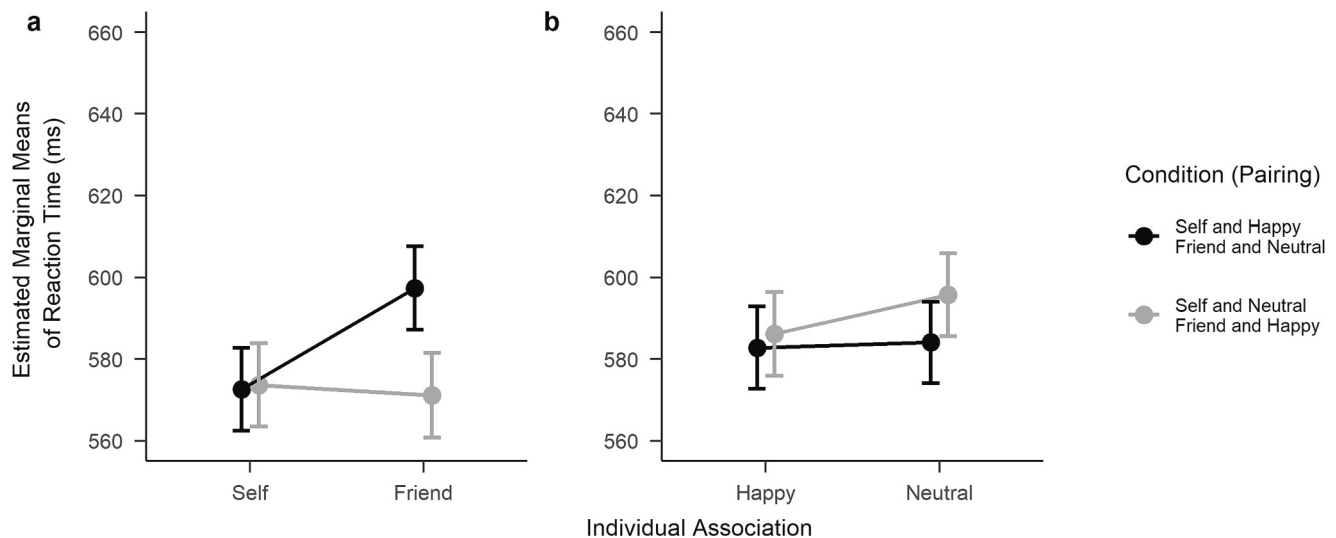 a
b
Estimated Marginal Means
of Reaction Time (ms)
660
640
620
600
580
560
660
640
620
600
580
560
Self
Friend
Happy
Neutral
Individual Association
Condition (Pairing)
Self and Happy
Friend and Neutral
Self and Neutral
Friend and Happy